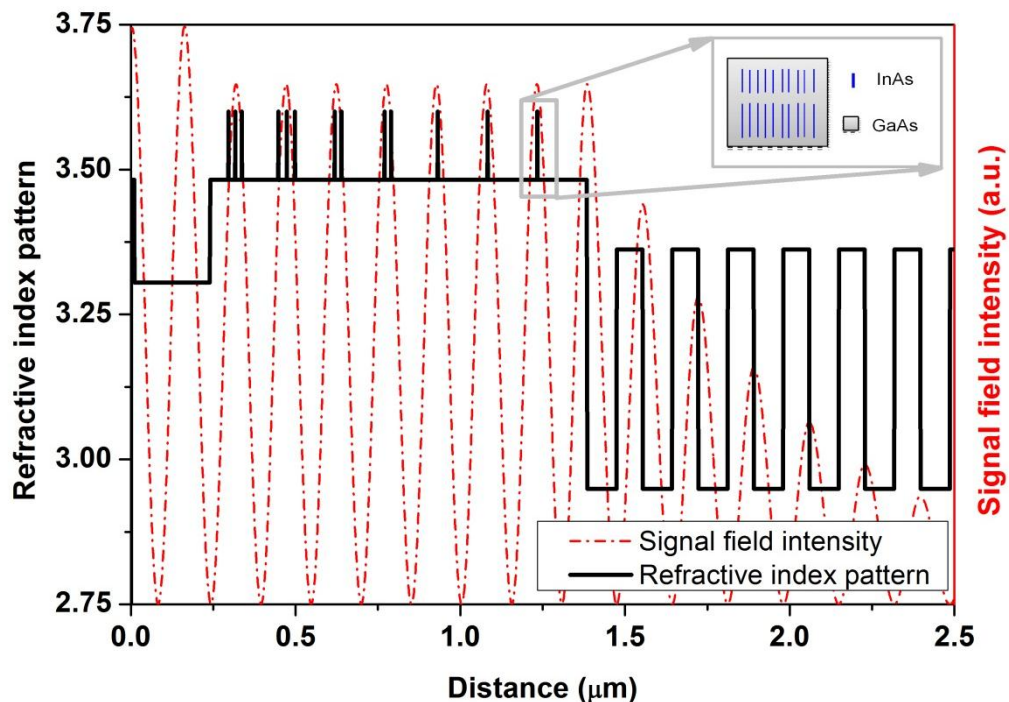 3.75
3.50
3.25
3.00
2.75
Refractive index pattern
InAs
GaAs
Signal field intensity (a.u.)
Signal field intensity
Refractive index pattern
0.0 0.5 1.0 1.5 2.0 2.5
Distance (μm)